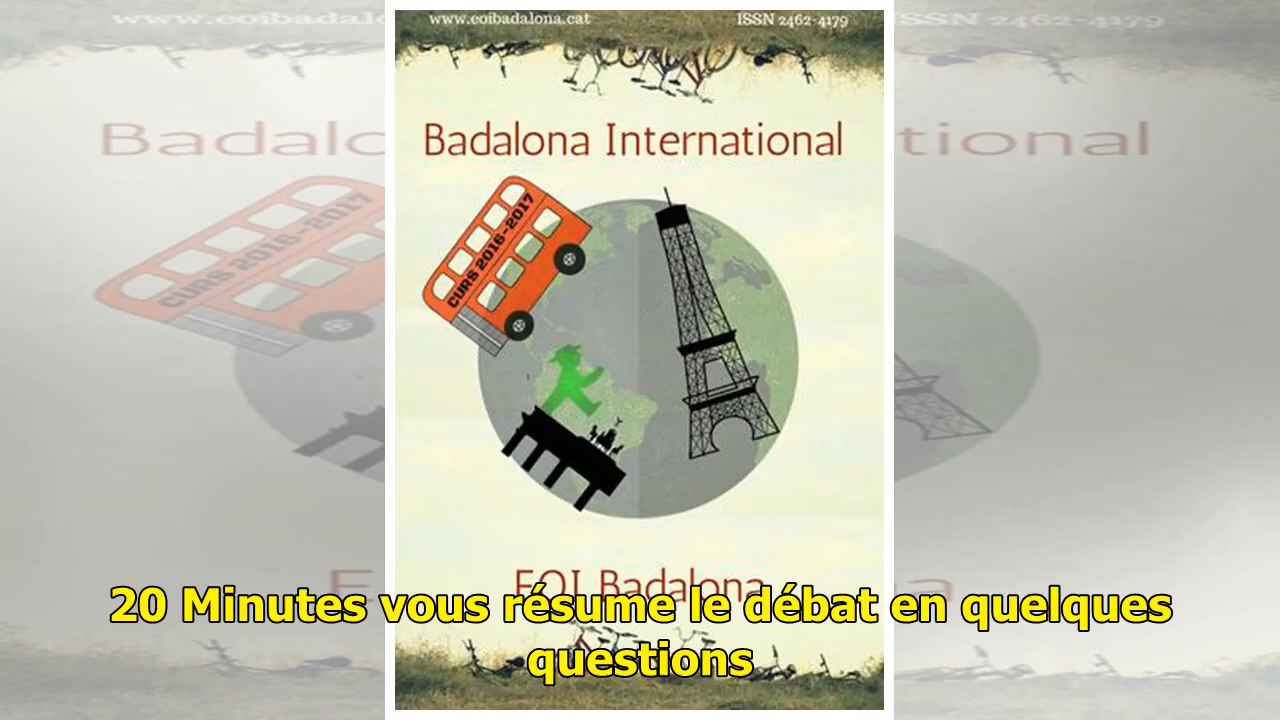 www.eoibadalona.cat ISSN 2462-4179
Badalona International
CURS 2016-2017
EOI Badalona
20 Minutes vous résume le débat en quelques
questions